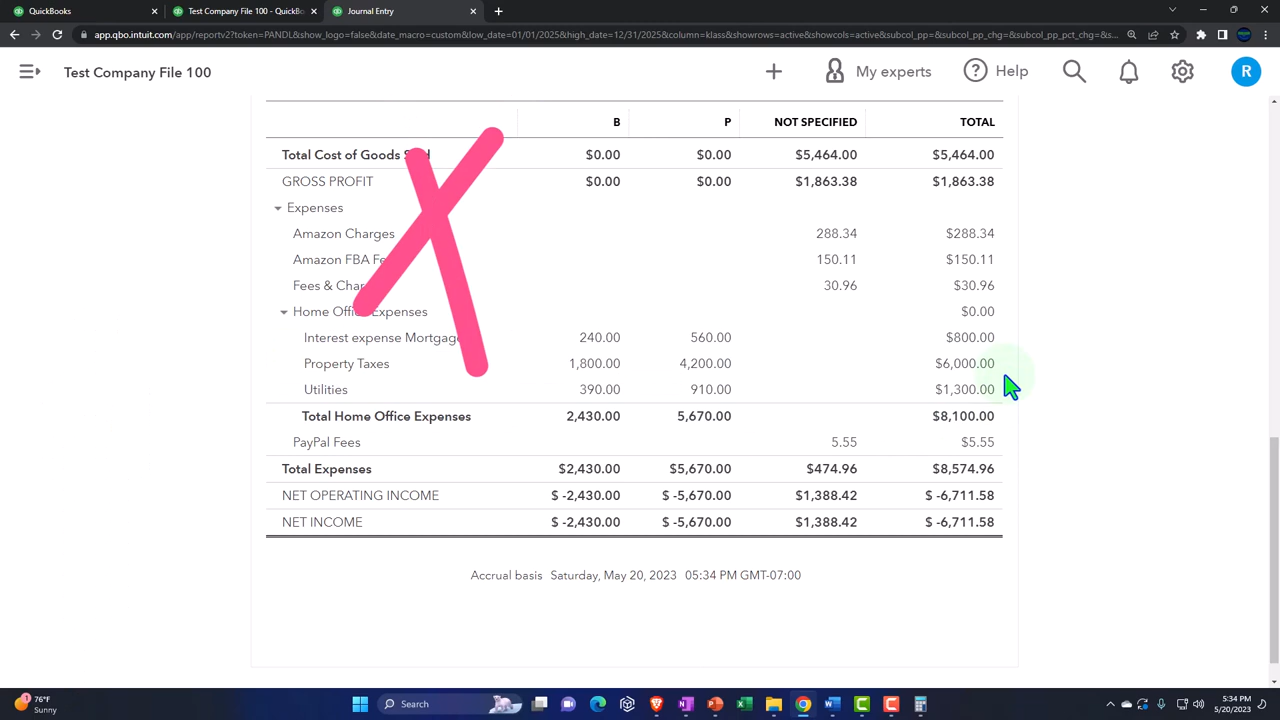 QuickBooks
Test Company File 100 - QuickBo
Journal Entry
app.qbo.intuit.com/app/reportv2?token=PANDL&show_logo=false&date_macro=custom&low_date=01/01/2025&high_date=12/31/2025&column=klass&showrows=active&showcols=active&subcol_pp=&subcol_pp_chg=&subcol_pp_pct_chg=&s...
Test Company File 100
My experts
Help
R
B P NOT SPECIFIED TOTAL
Total Cost of Goods Sold $0.00 $0.00 $5,464.00 $5,464.00
GROSS PROFIT $0.00 $0.00 $1,863.38 $1,863.38
Expenses
Amazon Charges 288.34 $288.34
Amazon FBA Fe 150.11 $150.11
Fees & Char 30.96 $30.96
Home Office Expenses $0.00
Interest expense Mortgage 240.00 560.00 $800.00
Property Taxes 1,800.00 4,200.00 $6,000.00
Utilities 390.00 910.00 $1,300.00
Total Home Office Expenses 2,430.00 5,670.00 $8,100.00
PayPal Fees 5.55 $5.55
Total Expenses $2,430.00 $5,670.00 $474.96 $8,574.96
NET OPERATING INCOME $ -2,430.00 $ -5,670.00 $1,388.42 $ -6,711.58
NET INCOME $ -2,430.00 $ -5,670.00 $1,388.42 $ -6,711.58
Accrual basis Saturday, May 20, 2023 05:34 PM GMT-07:00
1
76°F
Sunny
Search
5:34 PM
5/20/2023